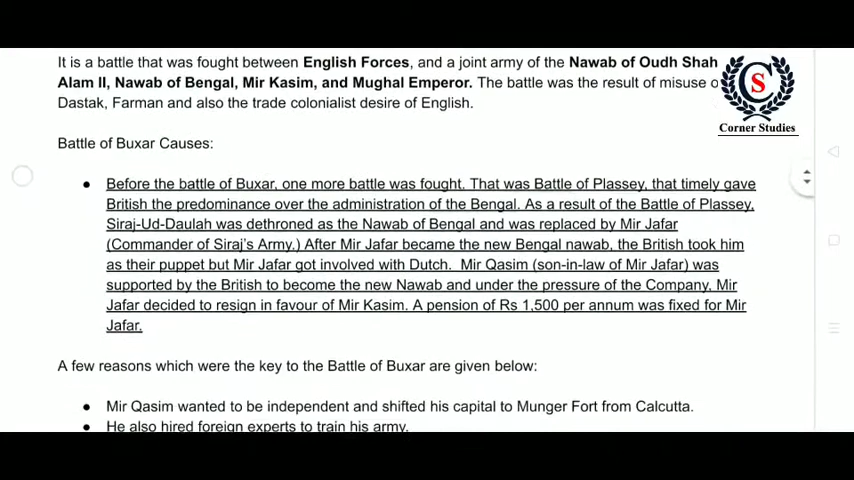 It is a battle that was fought between English Forces, and a joint army of the Nawab of Oudh Shah
Alam II, Nawab of Bengal, Mir Kasim, and Mughal Emperor. The battle was the result of misuse o
Dastak, Farman and also the trade colonialist desire of English.
CS
Corner Studies
Battle of Buxar Causes:
● Before the battle of Buxar, one more battle was fought. That was Battle of Plassey, that timely gave
British the predominance over the administration of the Bengal. As a result of the Battle of Plassey,
Siraj-Ud-Daulah was dethroned as the Nawab of Bengal and was replaced by Mir Jafar
(Commander of Siraj's Army.) After Mir Jafar became the new Bengal nawab, the British took him
as their puppet but Mir Jafar got involved with Dutch. Mir Qasim (son-in-law of Mir Jafar) was
supported by the British to become the new Nawab and under the pressure of the Company, Mir
Jafar decided to resign in favour of Mir Kasim. A pension of Rs 1,500 per annum was fixed for Mir
Jafar.
A few reasons which were the key to the Battle of Buxar are given below:
● Mir Qasim wanted to be independent and shifted his capital to Munger Fort from Calcutta.
● He also hired foreign experts to train his army.